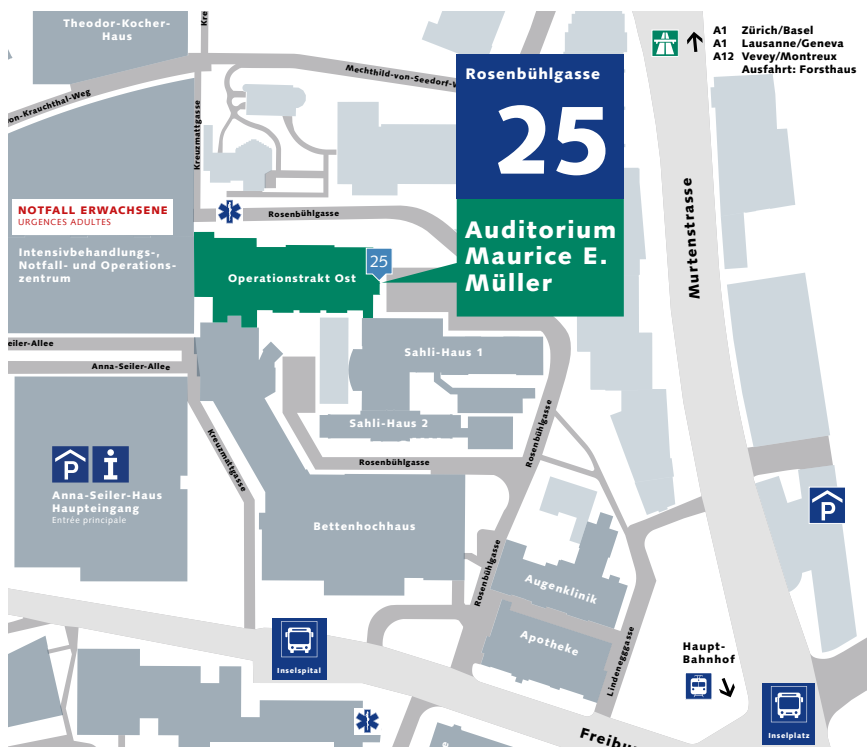 Theodor-Kocher-
Haus
Kre
A1 Zürich/Basel
A1 Lausanne/Geneva
A12 Vevey/Montreux
Ausfahrt: Forsthaus
Mechthild-von-Seedorf-W
von-Krauchthal-Weg
Kreuzmattgasse
Rosenbühlgasse
25
Auditorium
Maurice E.
Müller
Murtenstrasse
NOTFALL ERWACHSENE
URGENCES ADULTES
Rosenbühlgasse
Intensivbehandlungs-,
Notfall- und Operations-
zentrum
Operationstrakt Ost
25
eiler-Allee
Anna-Seiler-Allee
Sahli-Haus 1
Sahli-Haus 2
Rosenbühlgasse
Kreuzmattgasse
Rosenbühlgasse
P i
Anna-Seiler-Haus
Haupteingang
Entrée principale
P
Bettenhochhaus
Rosenbühlgasse
Augenklinik
Apotheke
Lindenegggasse
Inselspital
Haupt-
Bahnhof
Inselplatz
Freibu